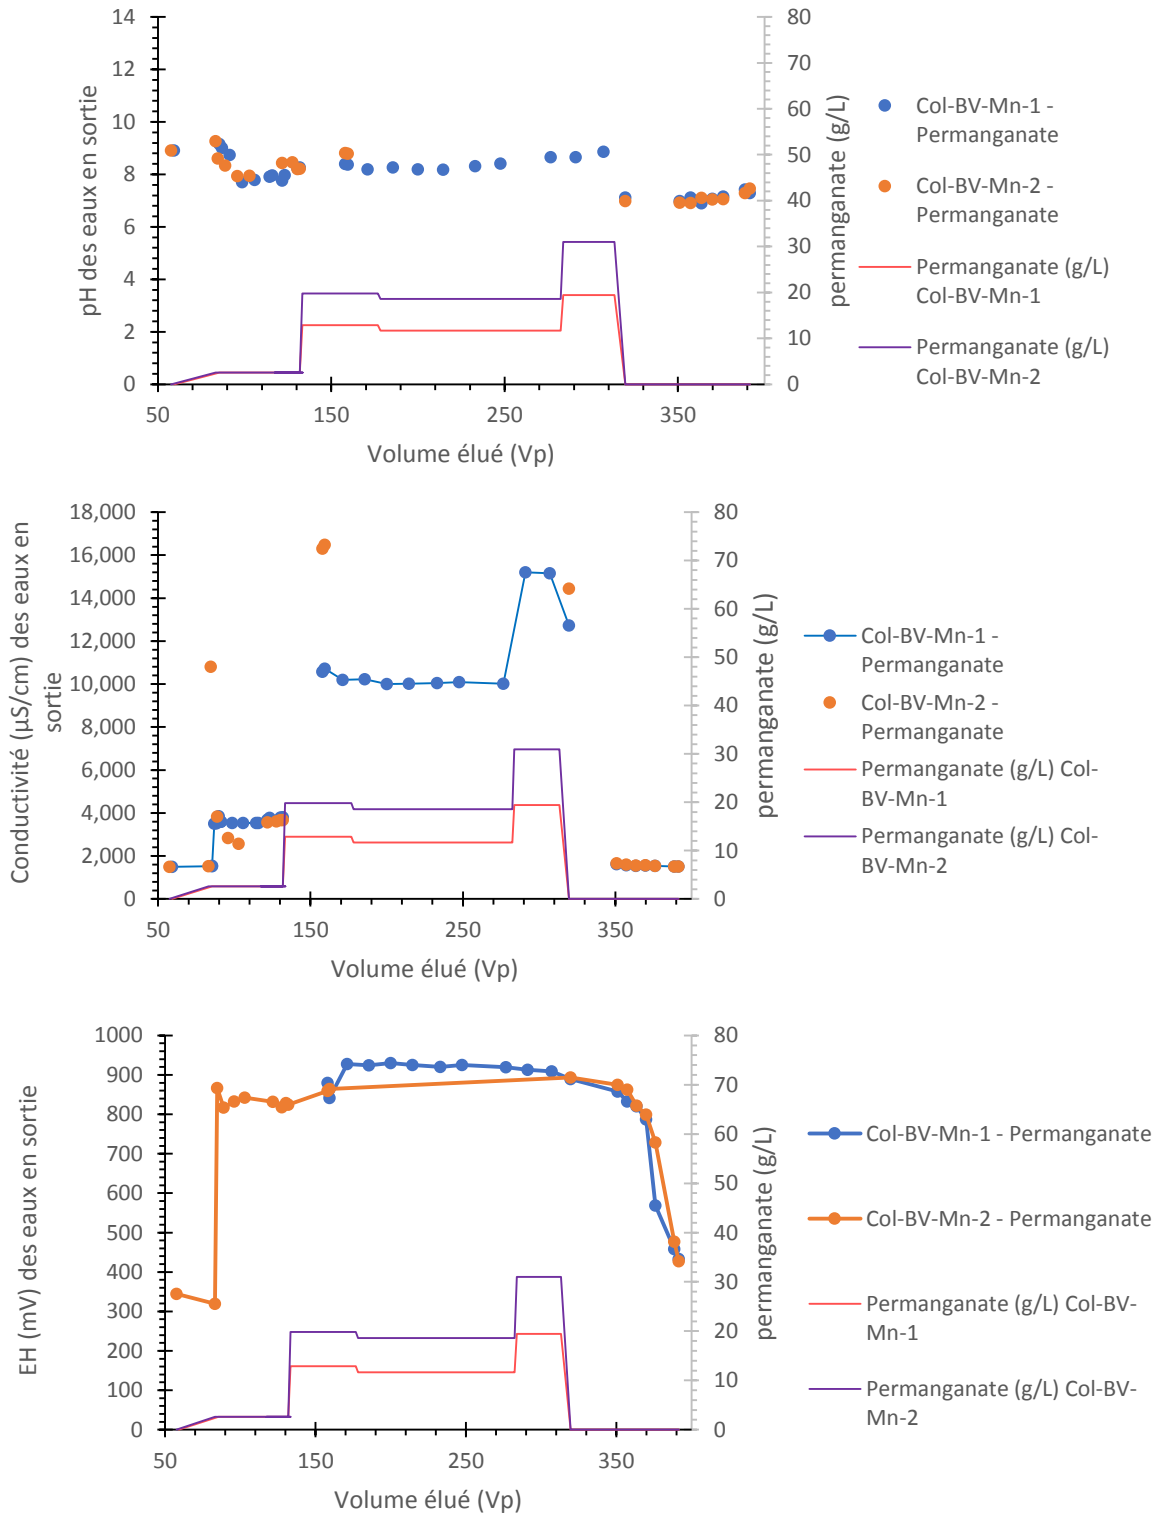 14
12
10
8
6
4
2
0
pH des eaux en sortie
80
70
60
50
40
30
20
10
0
permanganate (g/L)
50
150
250
350
Volume élué (Vp)
Col-BV-Mn-1 -
Permanganate
Col-BV-Mn-2 -
Permanganate
Permanganate (g/L)
Col-BV-Mn-1
Permanganate (g/L)
Col-BV-Mn-2
18,000
16,000
14,000
12,000
10,000
8,000
6,000
4,000
2,000
0
Conductivité (µS/cm) des eaux en
sortie
80
70
60
50
40
30
20
10
0
permanganate (g/L)
50
150
250
350
Volume élué (Vp)
Col-BV-Mn-1 -
Permanganate
Col-BV-Mn-2 -
Permanganate
Permanganate (g/L) Col-
BV-Mn-1
Permanganate (g/L) Col-
BV-Mn-2
1000
900
800
700
600
500
400
300
200
100
0
EH (mV) des eaux en sortie
80
70
60
50
40
30
20
10
0
permanganate (g/L)
50
150
250
350
Volume élué (Vp)
Col-BV-Mn-1 - Permanganate
Col-BV-Mn-2 - Permanganate
Permanganate (g/L) Col-BV-
Mn-1
Permanganate (g/L) Col-BV-
Mn-2